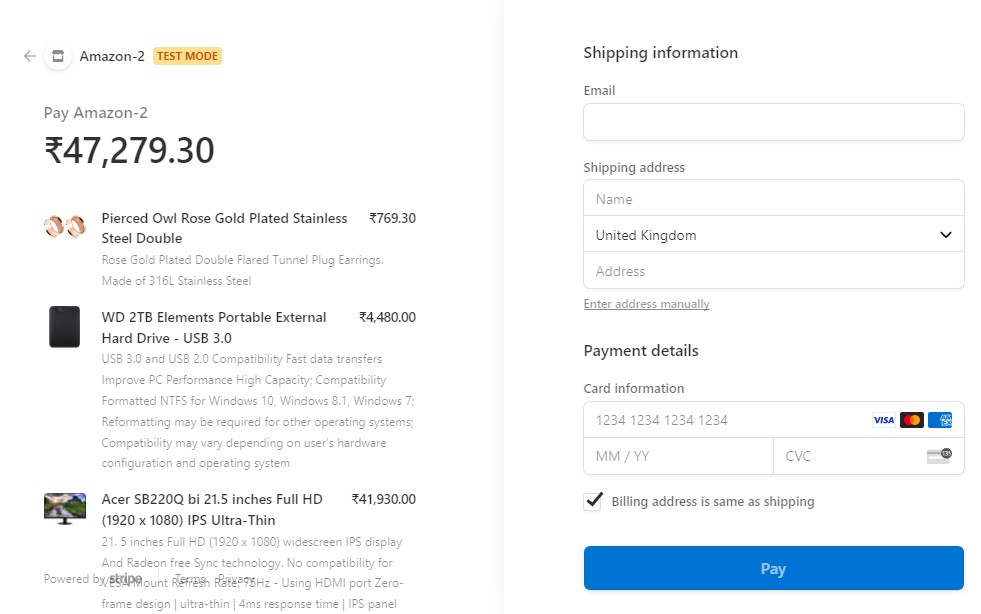 Amazon-2 TEST MODE
Pay Amazon-2
₹47,279.30
Pierced Owl Rose Gold Plated Stainless ₹769.30
Steel Double
Rose Gold Plated Double Flared Tunnel Plug Earrings.
Made of 316L Stainless Steel
WD 2TB Elements Portable External ₹4,480.00
Hard Drive - USB 3.0
USB 3.0 and USB 2.0 Compatibility Fast data transfers
Improve PC Performance High Capacity; Compatibility
Formatted NTFS for Windows 10, Windows 8.1, Windows 7;
Reformatting may be required for other operating systems;
Compatibility may vary depending on user's hardware
configuration and operating system
Acer SB220Q bi 21.5 inches Full HD ₹41,930.00
(1920 x 1080) IPS Ultra-Thin
21. 5 inches Full HD (1920 x 1080) widescreen IPS display
And Radeon free Sync technology. No compatibility for
VESA Mount Refresh Rate: 75Hz - Using HDMI port Zero-
frame design | ultra-thin | 4ms response time | IPS panel
Powered by stripe Terms Privacy
Shipping information
Email
Shipping address
Name
United Kingdom
Address
Enter address manually
Payment details
Card information
1234 1234 1234 1234 VISA AMEX
MM / YY CVC 135
Billing address is same as shipping
Pay